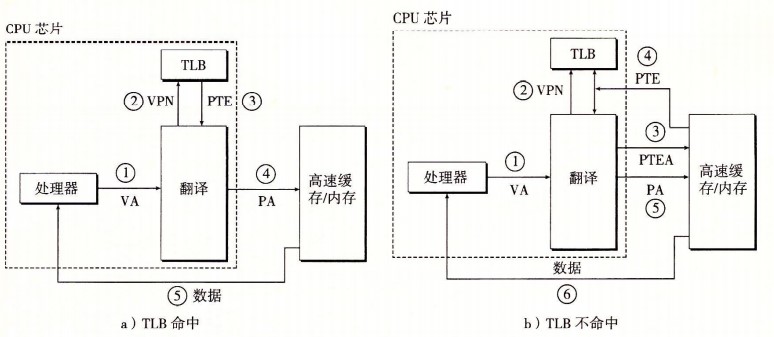 CPU 芯片
TLB
② VPN
PTE ③
处理器
①
VA
翻译
④
PA
高速缓
存/内存
⑤ 数据
a）TLB 命中
CPU 芯片
TLB
④
PTE
② VPN
处理器
①
VA
翻译
③
PTEA
PA
⑤
高速缓
存/内存
数据
⑥
b）TLB 不命中